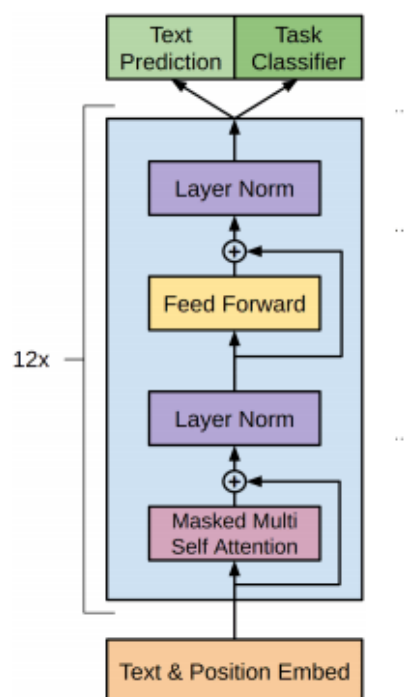 Text
Prediction
Task
Classifier
Layer Norm
Feed Forward
12x
Layer Norm
Masked Multi
Self Attention
Text & Position Embed